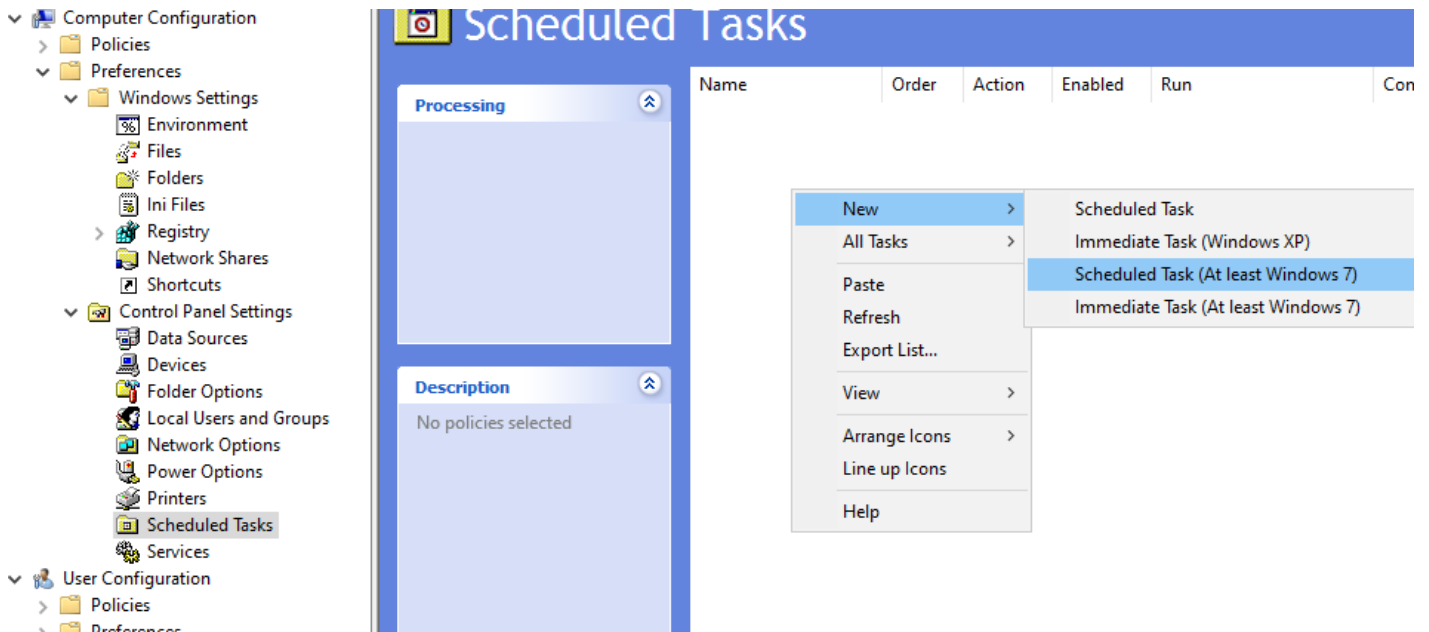 Computer Configuration
Policies
Preferences
Windows Settings
Environment
Files
Folders
Ini Files
Registry
Network Shares
Shortcuts
Control Panel Settings
Data Sources
Devices
Folder Options
Local Users and Groups
Network Options
Power Options
Printers
Scheduled Tasks
Services
User Configuration
Policies
Preferences
Scheduled Tasks
Processing
Description
No policies selected
Name Order Action Enabled Run Con
New
All Tasks
Paste
Refresh
Export List...
View
Arrange Icons
Line up Icons
Help
Scheduled Task
Immediate Task (Windows XP)
Scheduled Task (At least Windows 7)
Immediate Task (At least Windows 7)